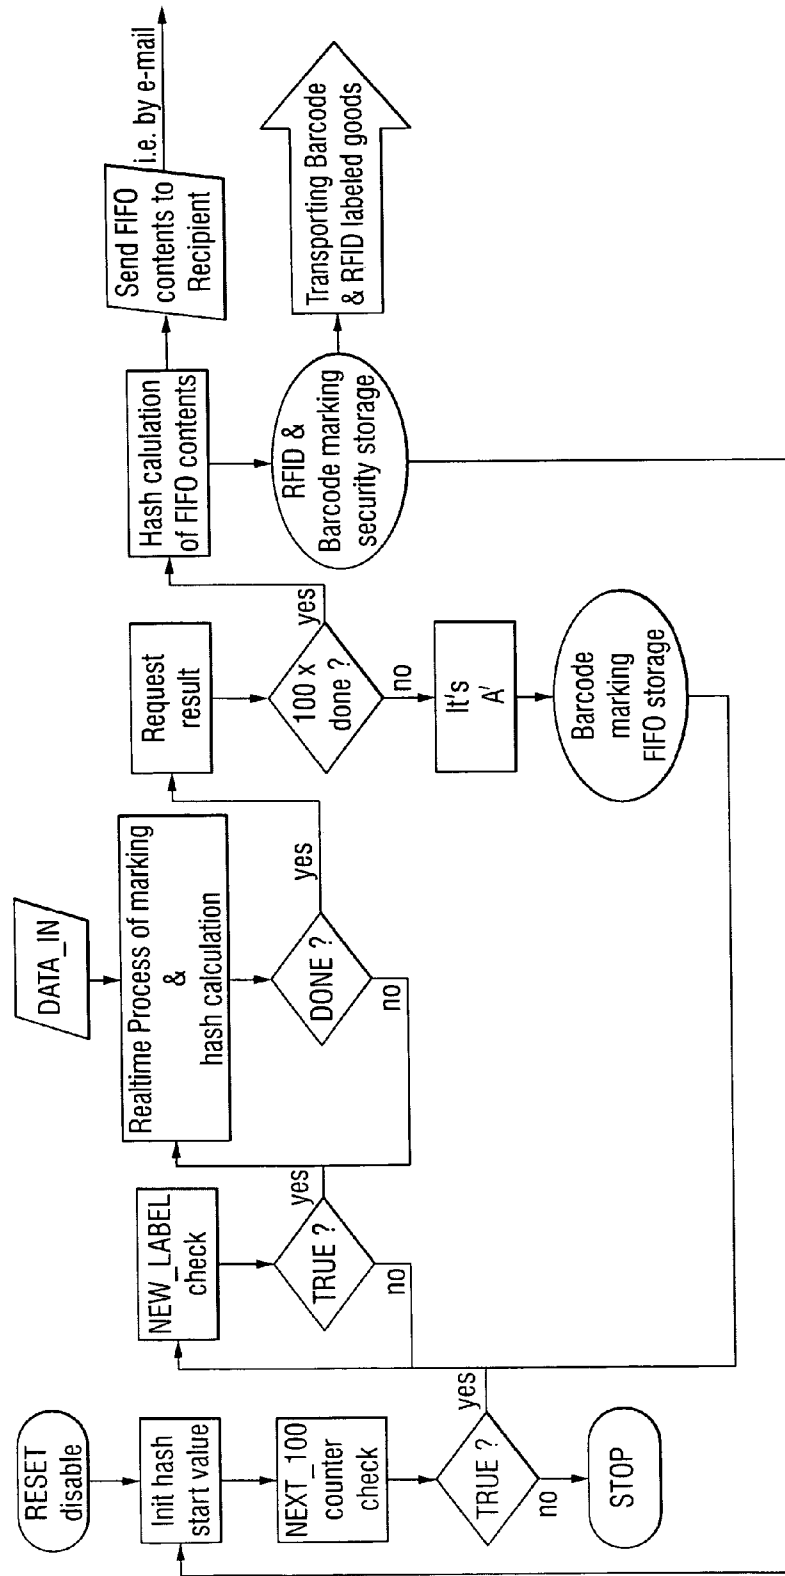 RESET
disable
Init hash
start value
NEXT_100
counter
check
TRUE ?
yes
no
STOP
NEW_LABEL
check
TRUE ?
yes
no
DATA_IN
Realtime Process of marking
&
hash calculation
DONE ?
yes
no
Request
result
100 x
done ?
yes
no
It's
A'
Barcode
marking
FIFO storage
Hash calulation
of FIFO contents
RFID &
Barcode marking
security storage
Send FIFO
contents to
Recipient
i.e. by e-mail
Transporting Barcode
& RFID labeled goods